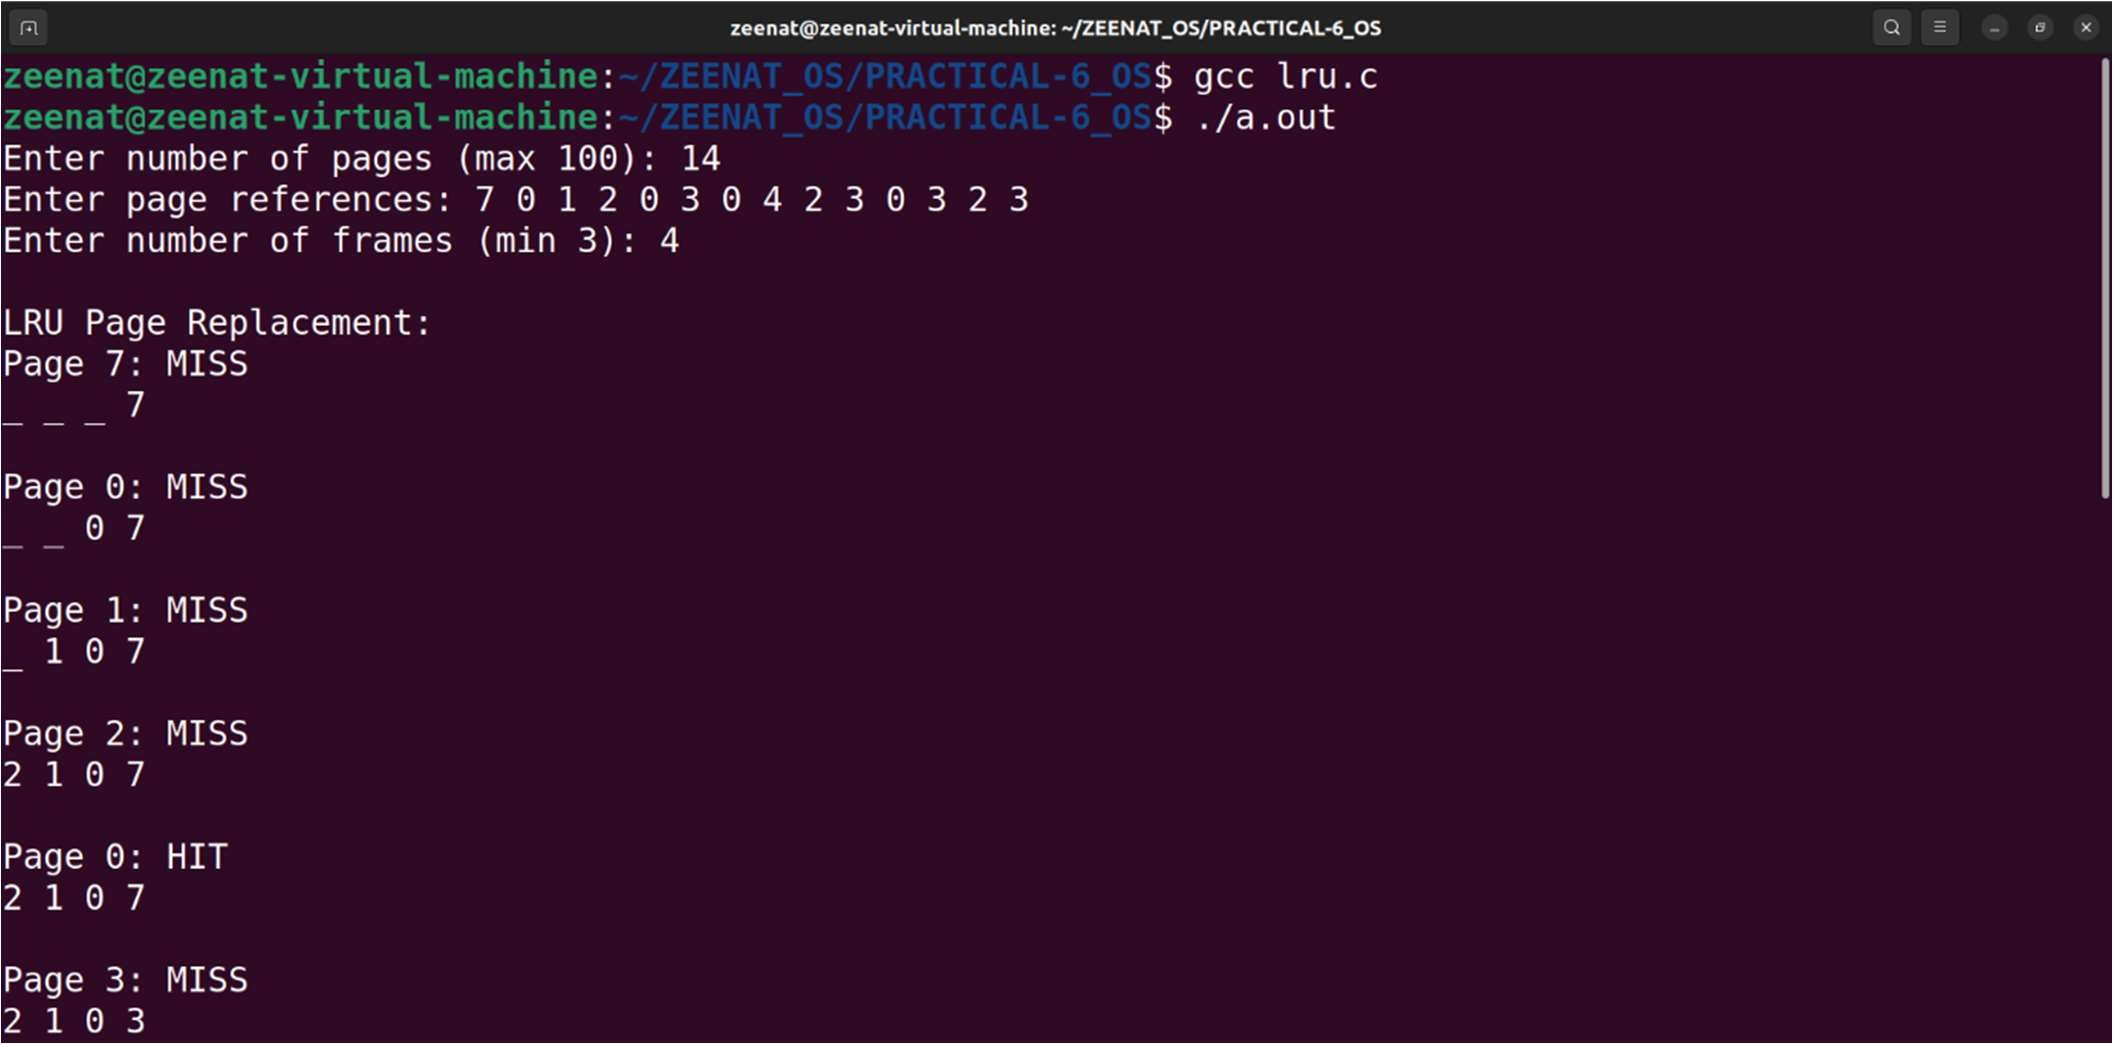 zeenat@zeenat-virtual-machine: ~/ZEENAT_OS/PRACTICAL-6_OS
zeenat@zeenat-virtual-machine:~/ZEENAT_OS/PRACTICAL-6_OS$ gcc lru.c
zeenat@zeenat-virtual-machine:~/ZEENAT_OS/PRACTICAL-6_OS$ ./a.out
Enter number of pages (max 100): 14
Enter page references: 7 0 1 2 0 3 0 4 2 3 0 3 2 3
Enter number of frames (min 3): 4
LRU Page Replacement:
Page 7: MISS
_ _ _ 7
Page 0: MISS
_ _ 0 7
Page 1: MISS
_ 1 0 7
Page 2: MISS
2 1 0 7
Page 0: HIT
2 1 0 7
Page 3: MISS
2 1 0 3